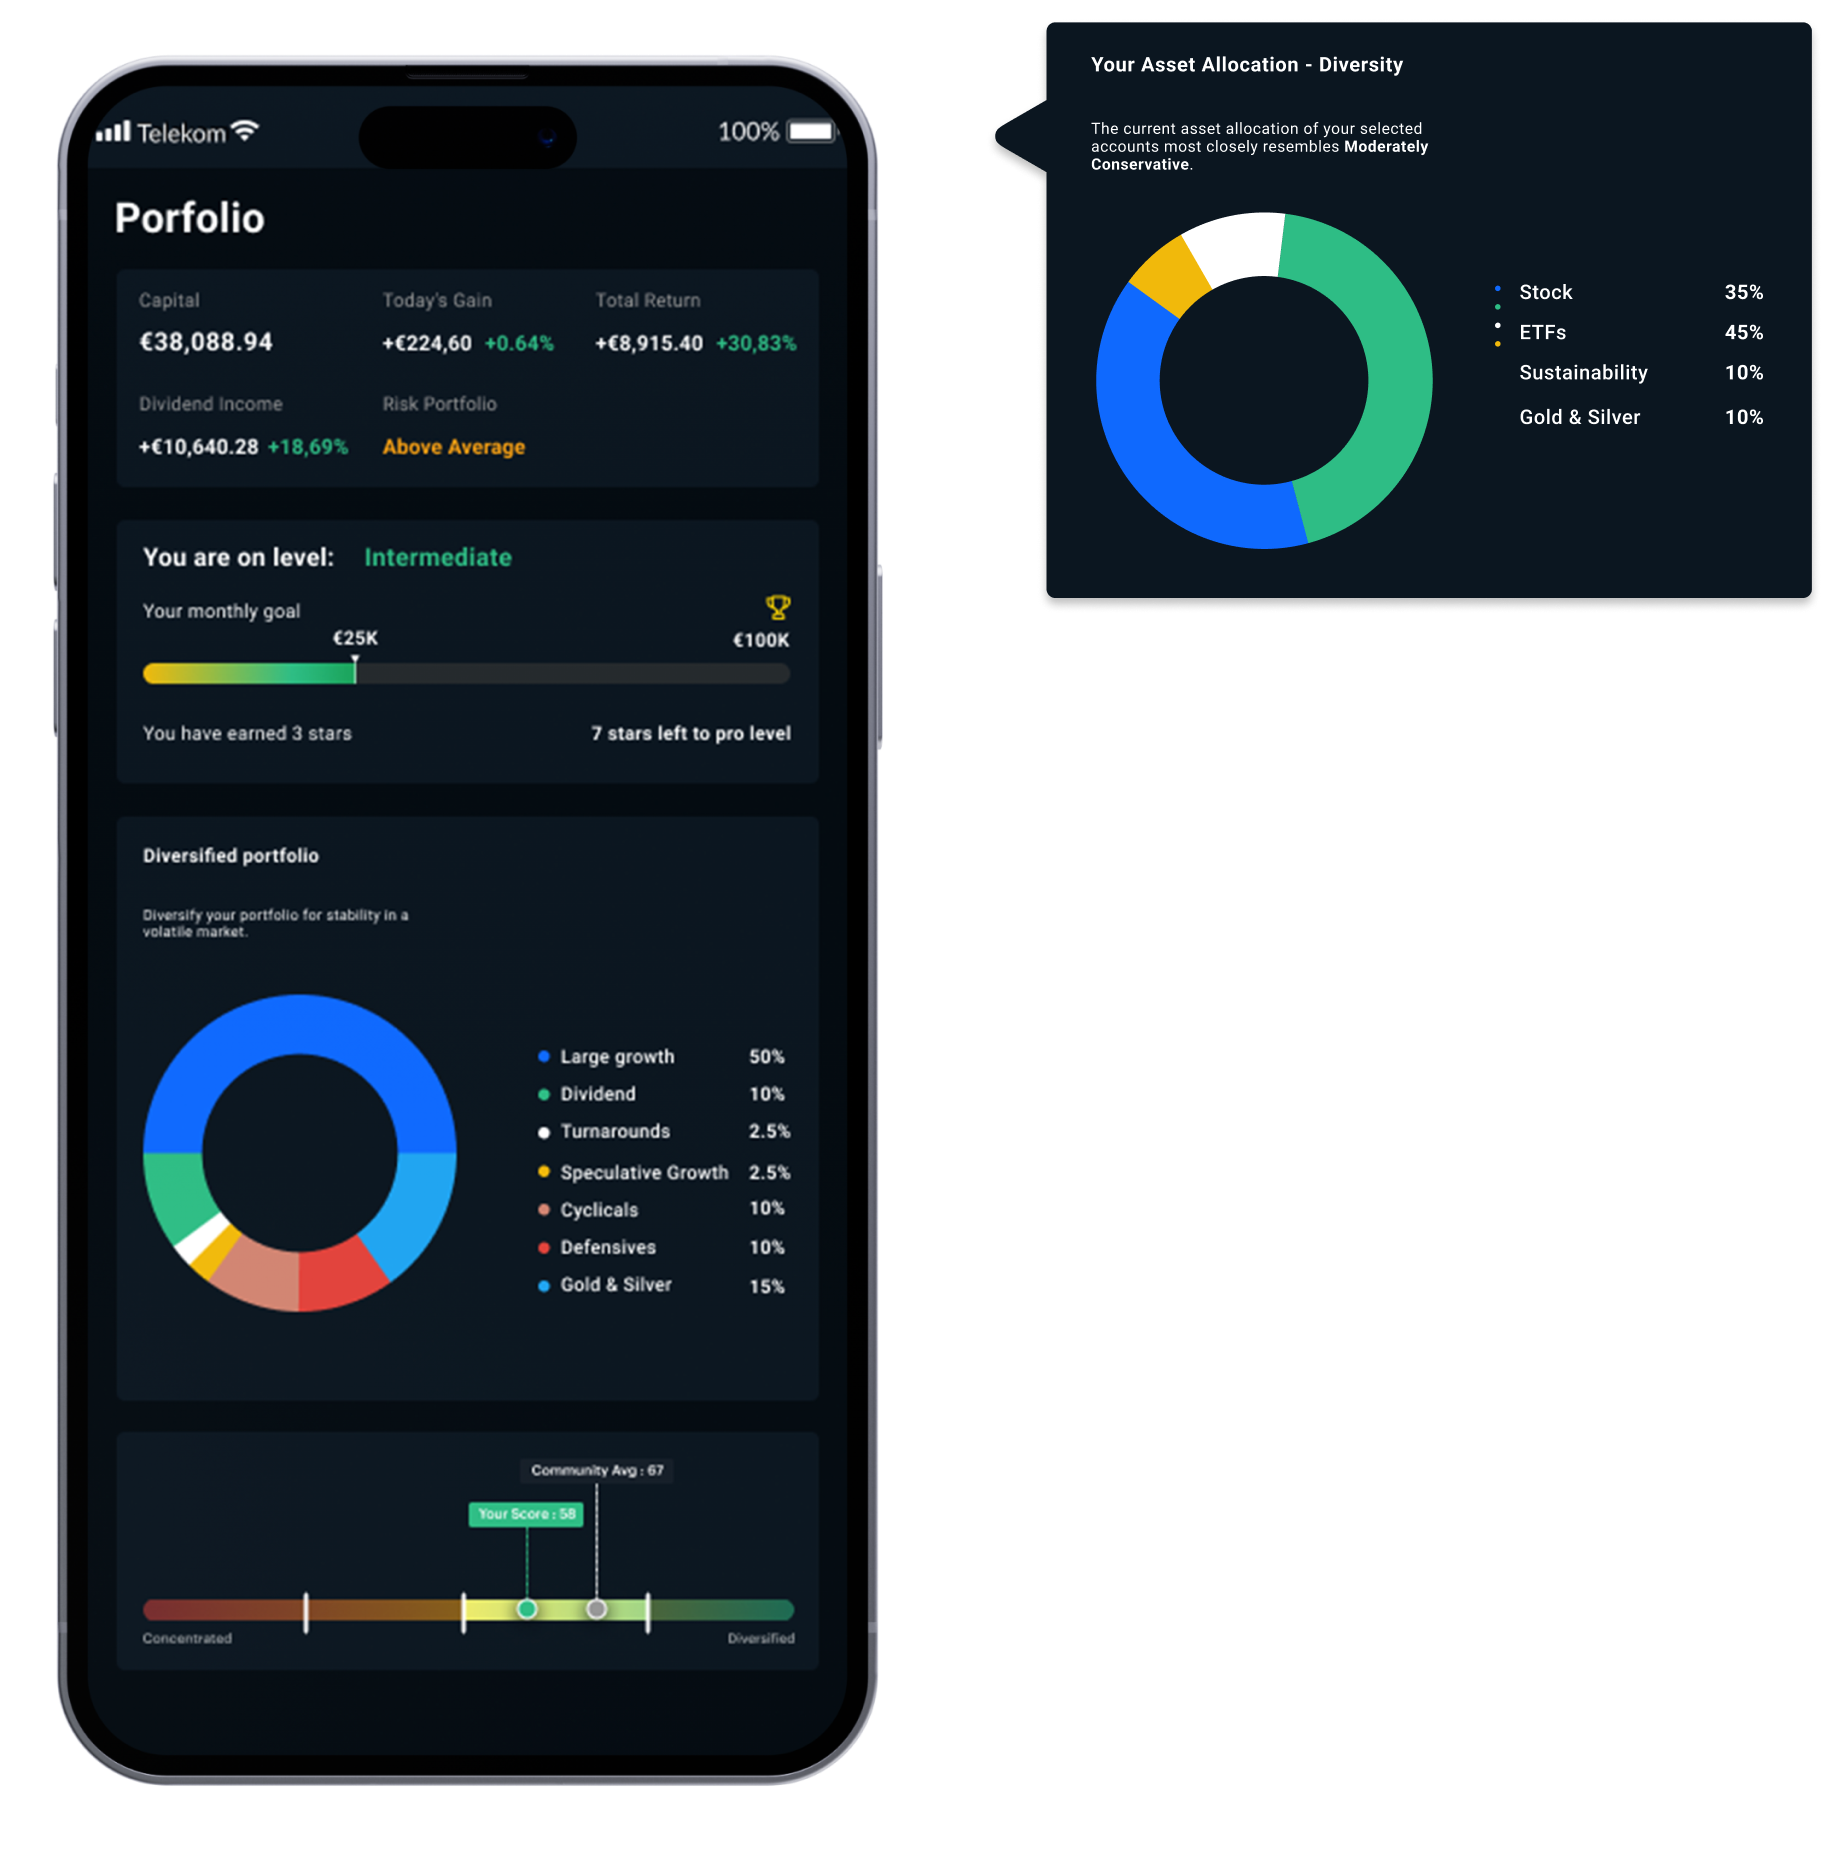 Telekom 100%
Porfolio
Capital Today's Gain Total Return
€38,088.94 +€224,60 +0.64% +€8,915.40 +30,83%
Dividend Income Risk Portfolio
+€10,640.28 +18,69% Above Average
You are on level: Intermediate
Your monthly goal
€25K €100K
You have earned 3 stars 7 stars left to pro level
Diversified portfolio
Diversify your portfolio for stability in a
volatile market.
Large growth 50%
Dividend 10%
Turnarounds 2.5%
Speculative Growth 2.5%
Cyclicals 10%
Defensives 10%
Gold & Silver 15%
Community Avg : 67
Your Score : 58
Concentrated Diversified
Your Asset Allocation - Diversity
The current asset allocation of your selected
accounts most closely resembles Moderately
Conservative.
Stock 35%
ETFs 45%
Sustainability 10%
Gold & Silver 10%